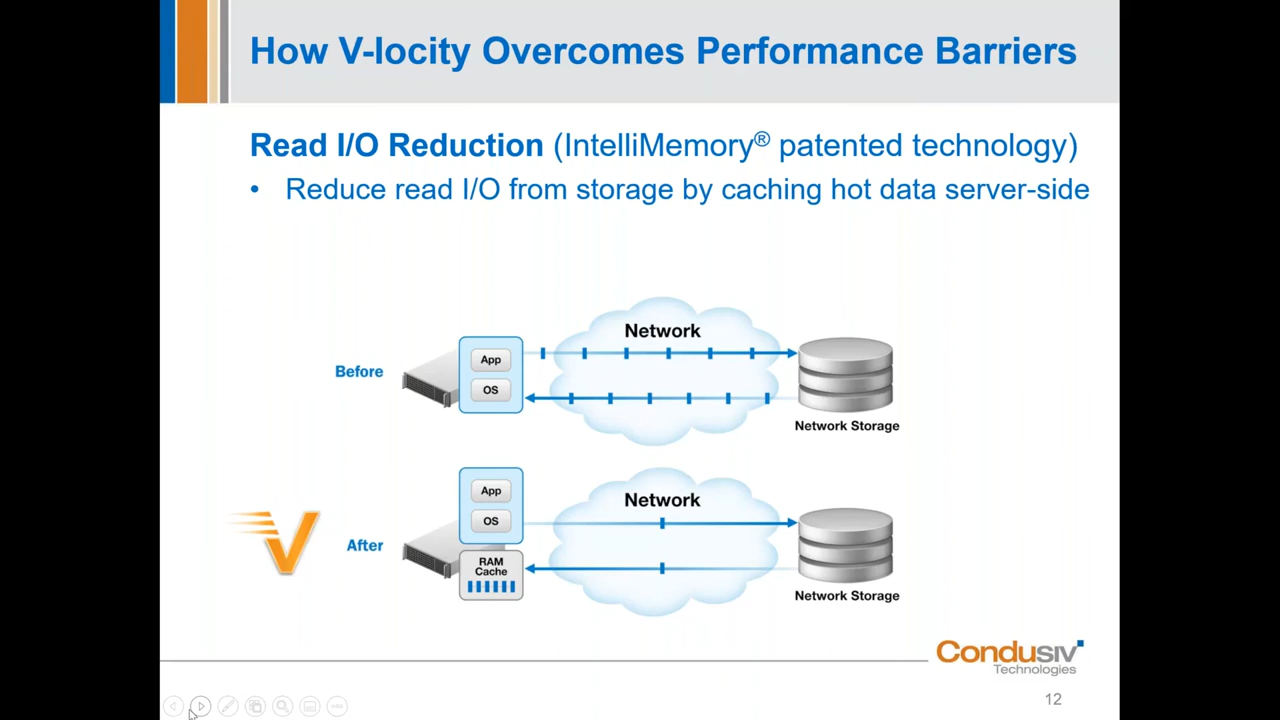 How V-locity Overcomes Performance Barriers
Read I/O Reduction (IntelliMemory® patented technology)
• Reduce read I/O from storage by caching hot data server-side
Before
App
OS
Network
Network Storage
V
After
App
OS
RAM
Cache
Network
Network Storage
Condusiv
Technologies
12